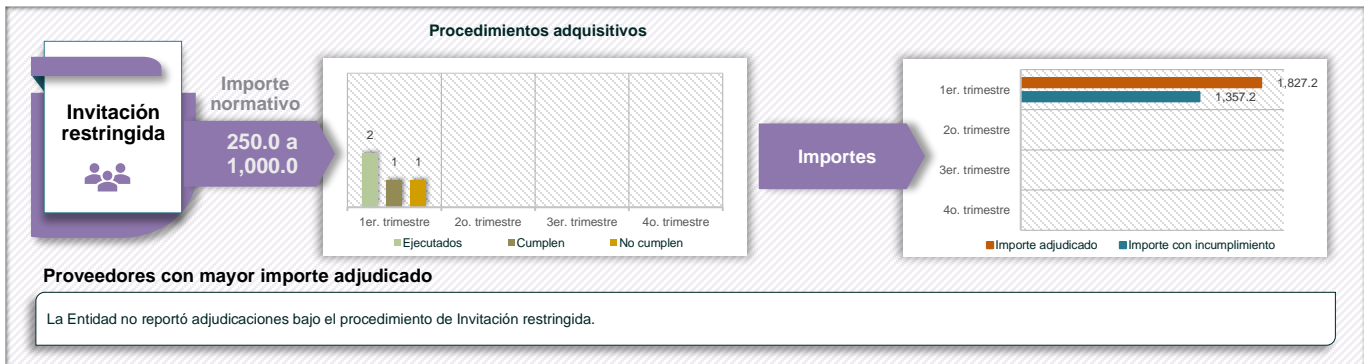 Procedimientos adquisitivos
Invitación
restringida
Importe
normativo
250.0 a
1,000.0
2
1
1
1er. trimestre
2o. trimestre
3er. trimestre
4o. trimestre
Ejecutados
Cumplen
No cumplen
Importes
1er. trimestre
2o. trimestre
3er. trimestre
4o. trimestre
1,827.2
1,357.2
Importe adjudicado
Importe con incumplimiento
Proveedores con mayor importe adjudicado
La Entidad no reportó adjudicaciones bajo el procedimiento de Invitación restringida.